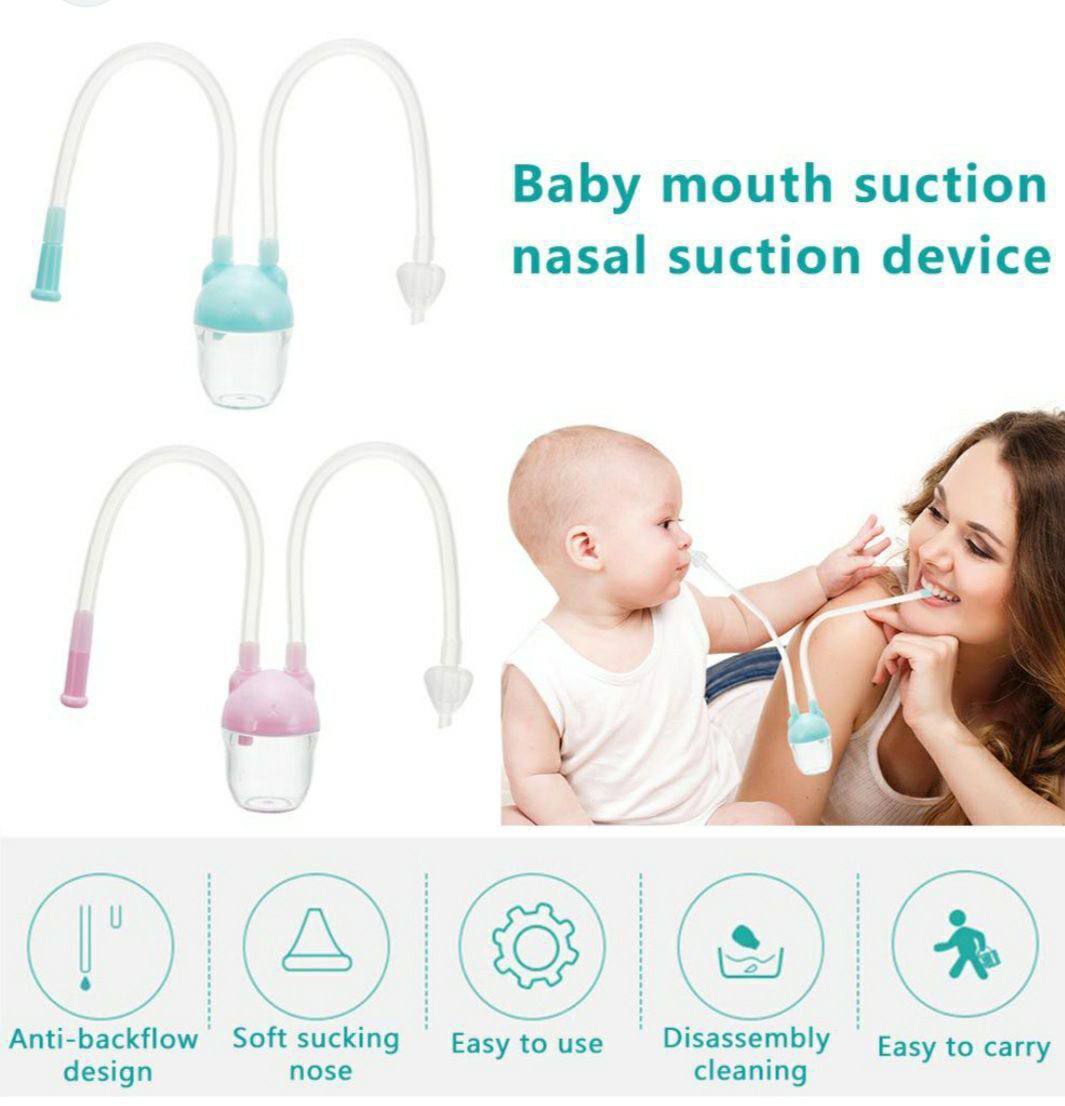 Baby mouth suction
nasal suction device
Anti-backflow
design
Soft sucking
nose
Easy to use
Disassembly
cleaning
Easy to carry